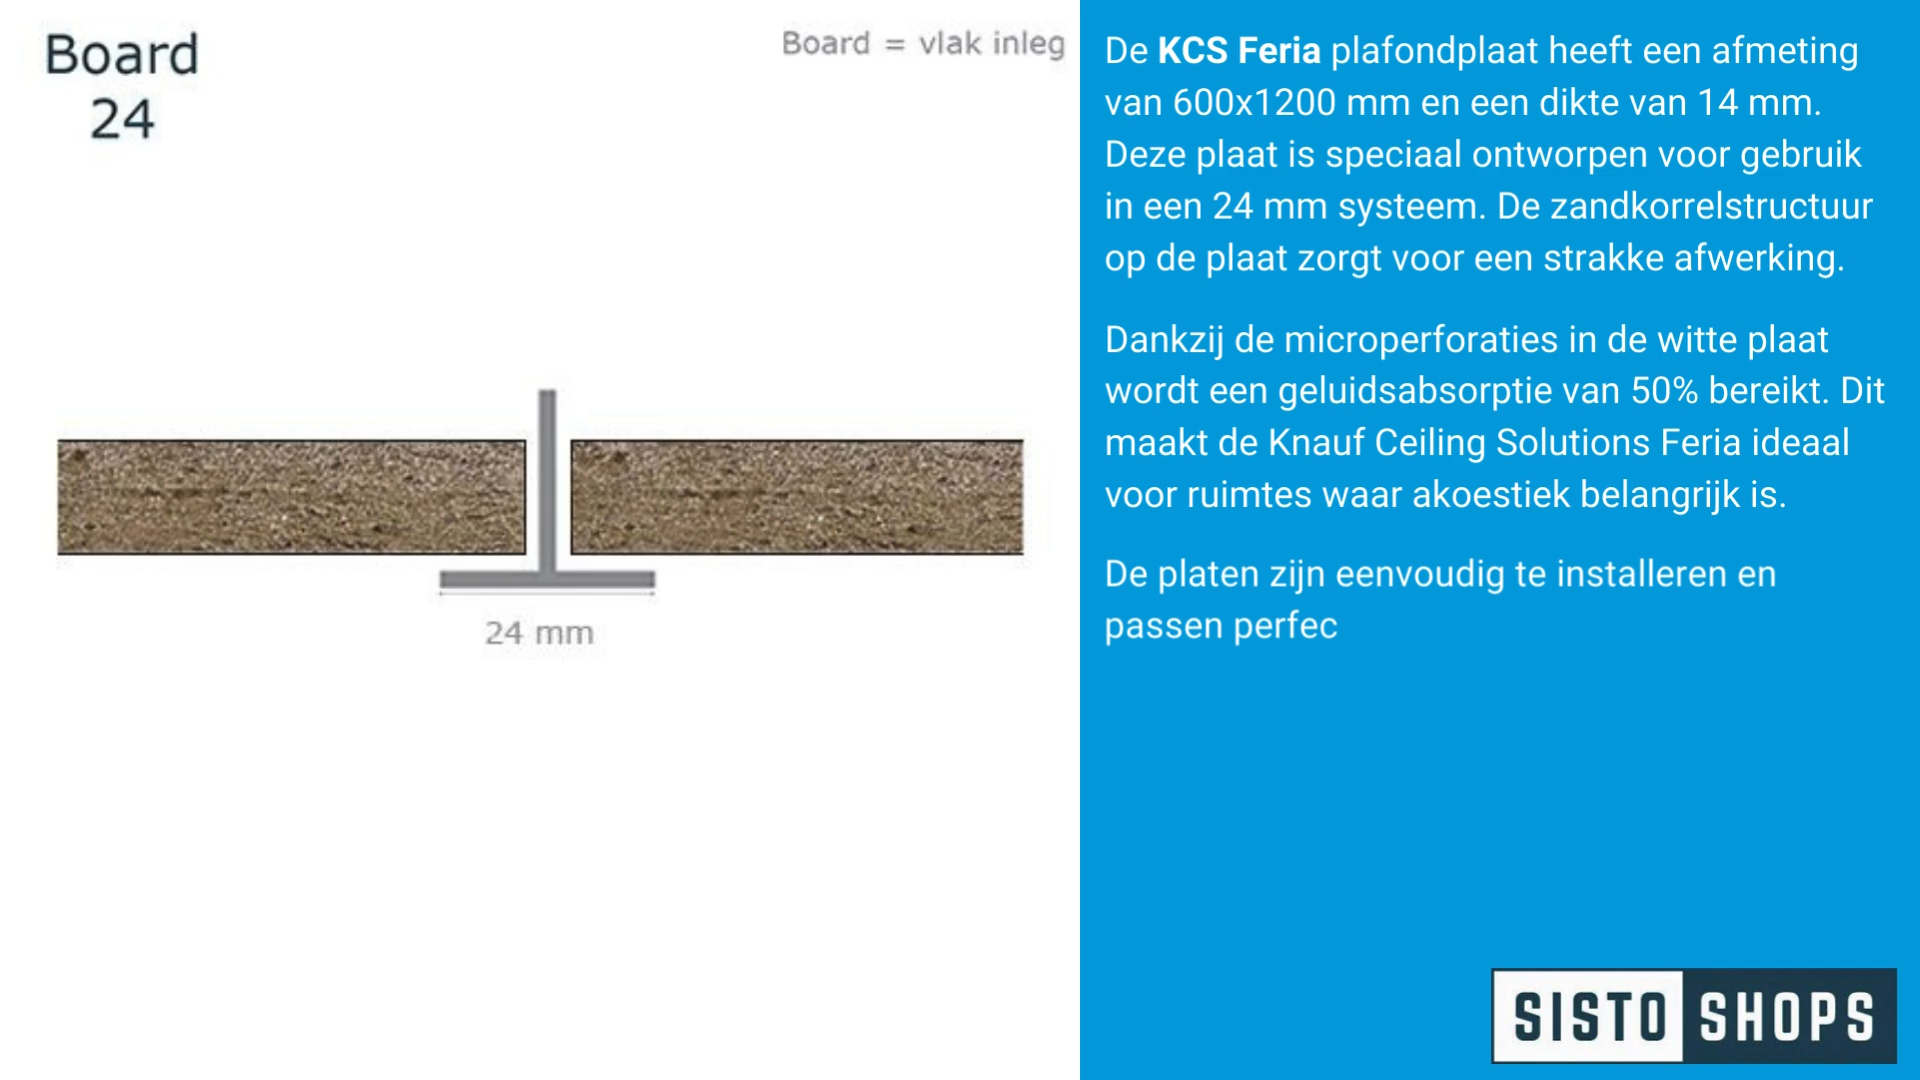 Board
24
Board = vlak inleg
24 mm
De KCS Feria plafondplaat heeft een afmeting
van 600x1200 mm en een dikte van 14 mm.
Deze plaat is speciaal ontworpen voor gebruik
in een 24 mm systeem. De zandkorrelstructuur
op de plaat zorgt voor een strakke afwerking.
Dankzij de microperforaties in de witte plaat
wordt een geluidsabsorptie van 50% bereikt. Dit
maakt de Knauf Ceiling Solutions Feria ideaal
voor ruimtes waar akoestiek belangrijk is.
De platen zijn eenvoudig te installeren en
passen perfec
SISTO SHOPS